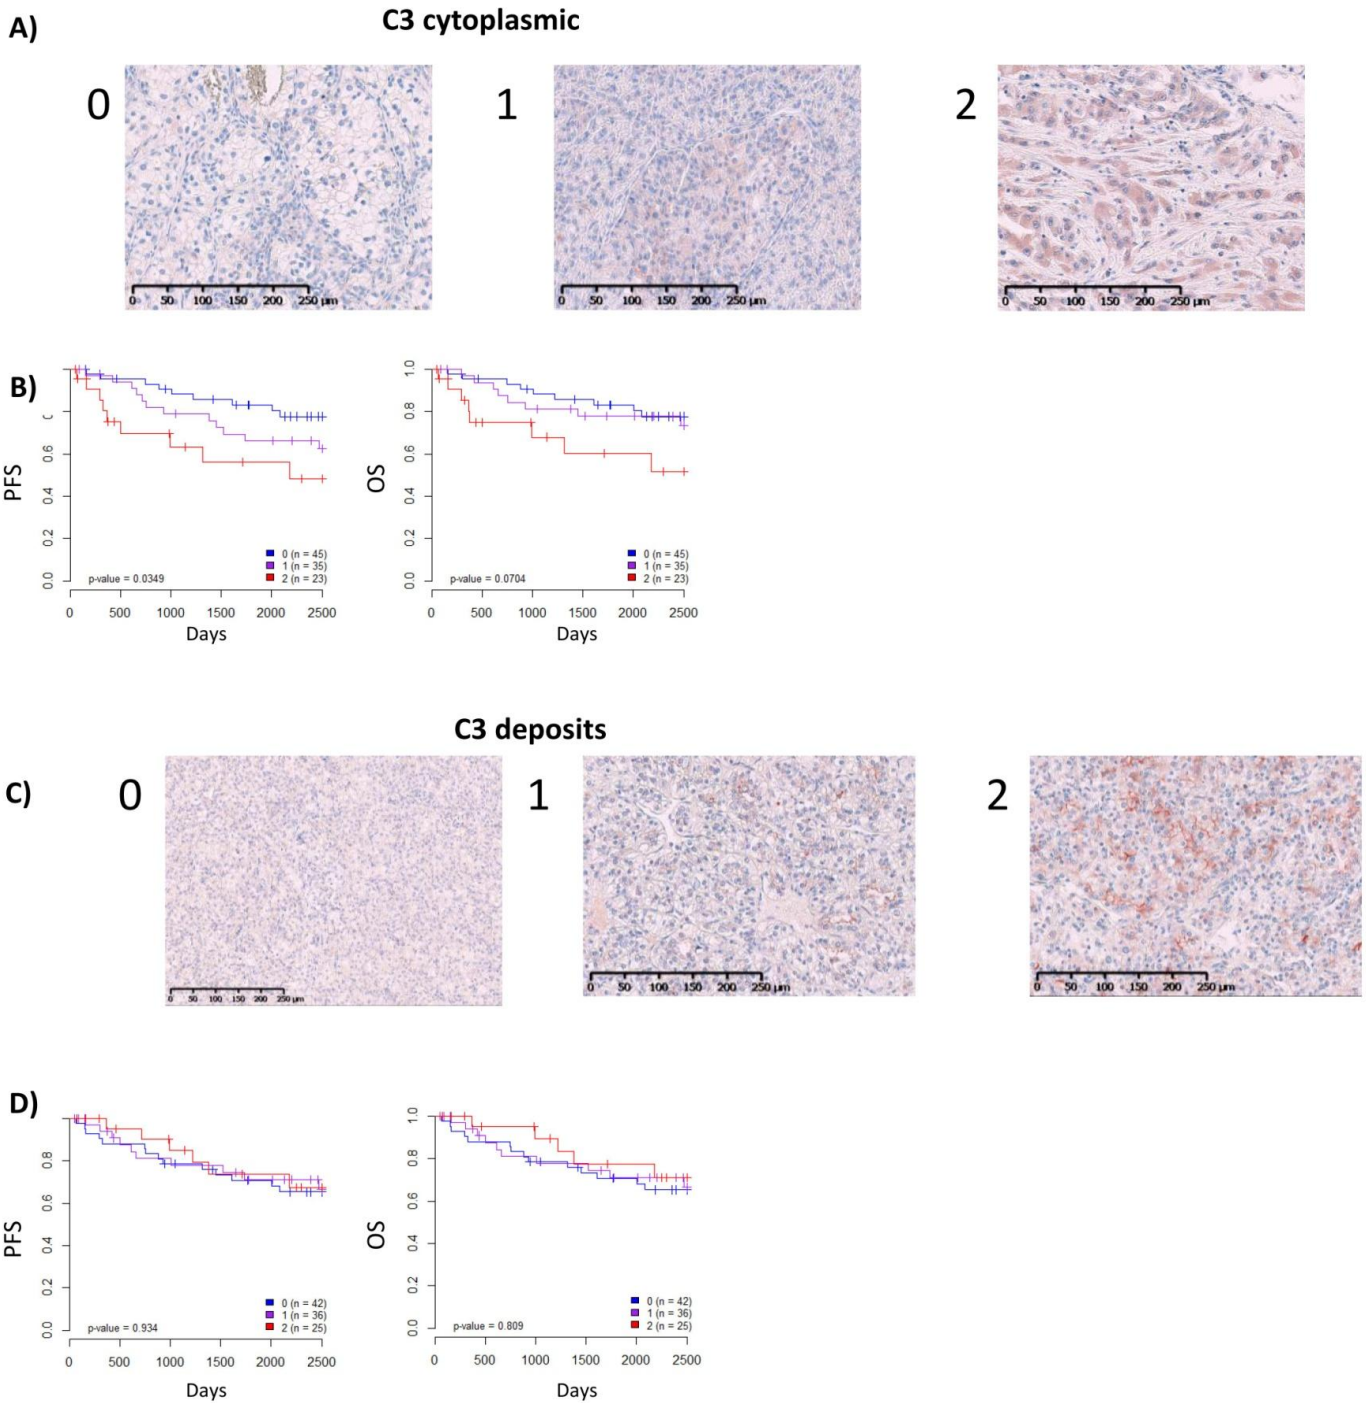 A)
C3 cytoplasmic
0
1
2
0 50 100 150 200 250 µm
0 50 100 150 200 250 µm
0 50 100 150 200 250 µm
B)
PFS
0.6
0.4
0.2
0.0
0 (n = 45)
1 (n = 35)
2 (n = 23)
p-value = 0.0349
0 500 1000 1500 2000 2500
Days
OS
1.0
0.8
0.6
0.4
0.2
0.0
0 (n = 45)
1 (n = 35)
2 (n = 23)
p-value = 0.0704
0 500 1000 1500 2000 2500
Days
C3 deposits
C)
0
1
2
0 50 100 150 200 250 µm
0 50 100 150 200 250 µm
0 50 100 150 200 250 µm
D)
PFS
0.8
0.6
0.4
0.2
0.0
0 (n = 42)
1 (n = 36)
2 (n = 25)
p-value = 0.934
0 500 1000 1500 2000 2500
Days
OS
1.0
0.8
0.6
0.4
0.2
0.0
0 (n = 42)
1 (n = 36)
2 (n = 25)
p-value = 0.809
0 500 1000 1500 2000 2500
Days